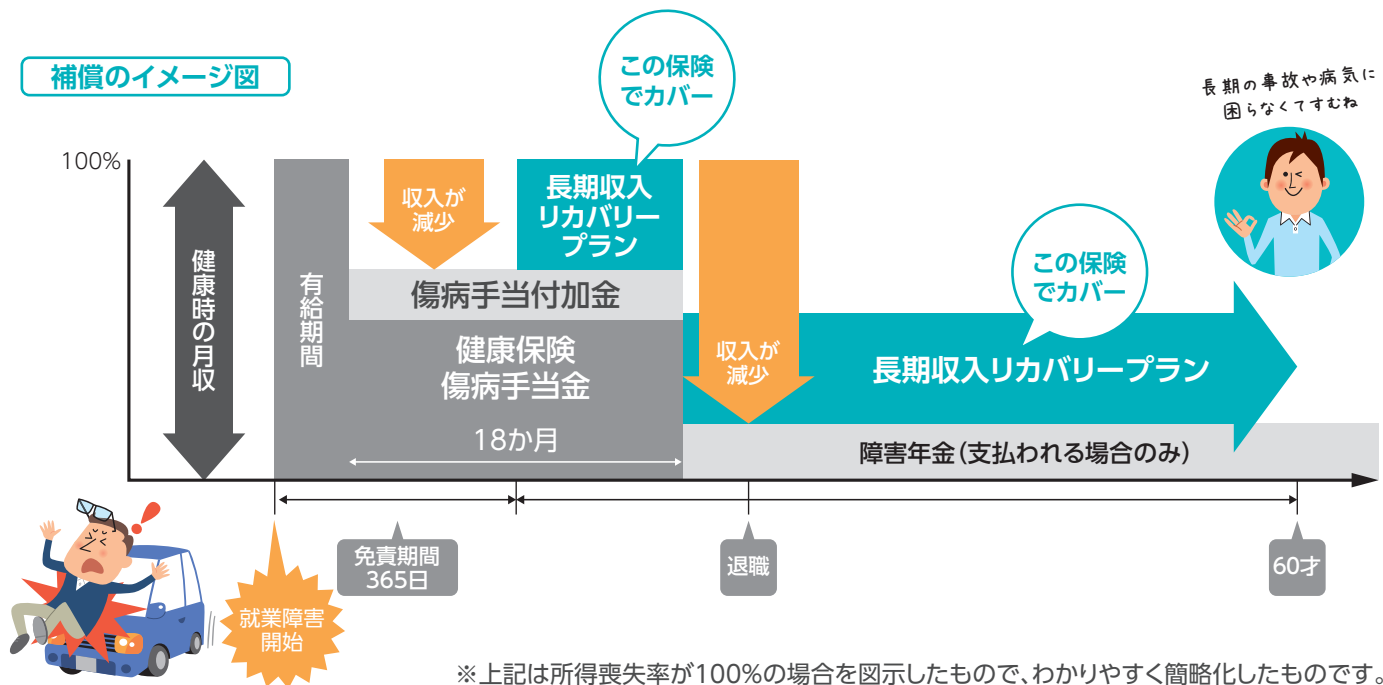 補償のイメージ図
この保険
でカバー
長期の事故や病気に
困らなくてすむね
100%
健康時の月収
有給期間
収入が
減少
長期収入
リカバリー
プラン
傷病手当付加金
健康保険
傷病手当金
18か月
収入が
減少
この保険
でカバー
長期収入リカバリープラン
障害年金(支払われる場合のみ)
免責期間
365日
退職
60才
就業障害
開始
※上記は所得喪失率が100%の場合を図示したもので、わかりやすく簡略化したものです。